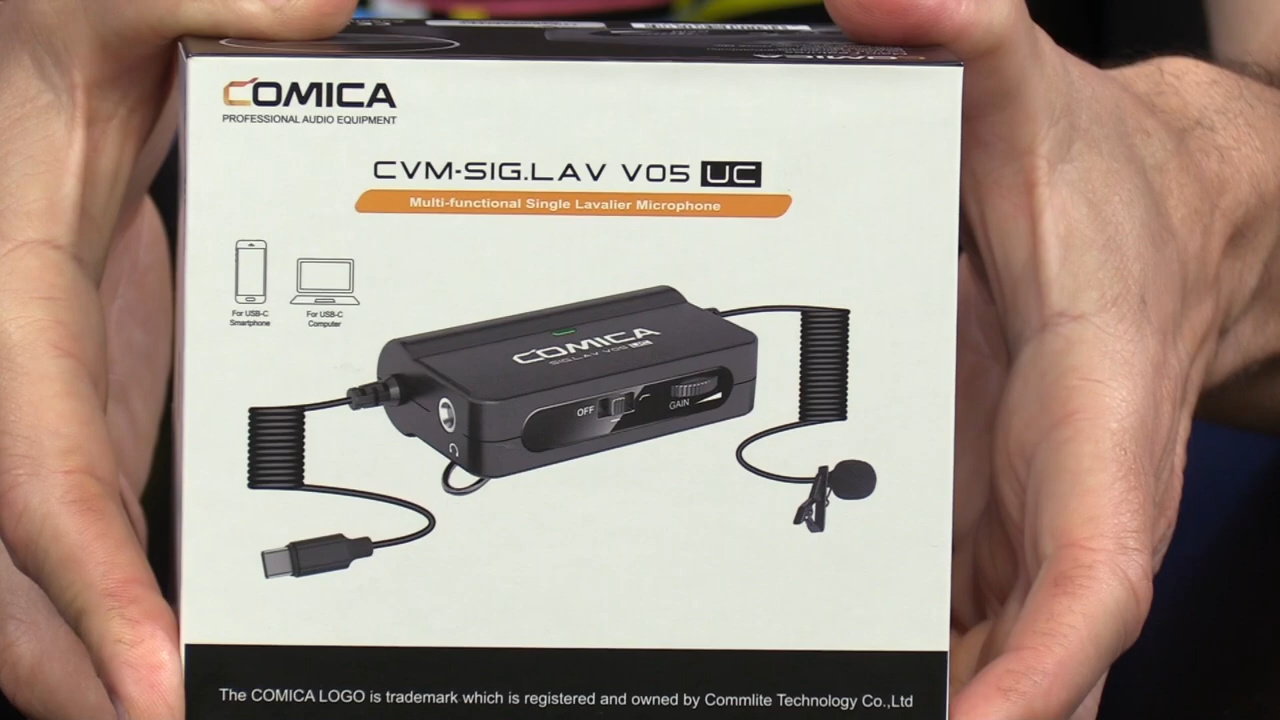 COMICA
PROFESSIONAL AUDIO EQUIPMENT
CVM-SIG.LAV V05 UC
Multi-functional Single Lavalier Microphone
For USB-C
Smartphone
For USB-C
Computer
COMICA
SIG.LAV V05 UC
OFF
GAIN
The COMICA LOGO is trademark which is registered and owned by Commlite Technology Co.,Ltd